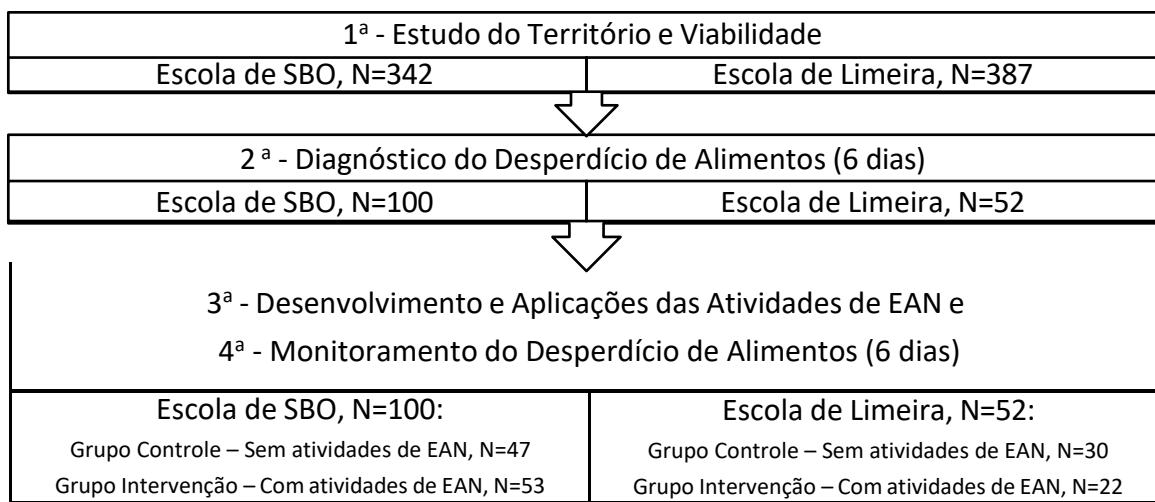 1ª - Estudo do Território e Viabilidade
Escola de SBO, N=342
Escola de Limeira, N=387
2 ª - Diagnóstico do Desperdício de Alimentos (6 dias)
Escola de SBO, N=100
Escola de Limeira, N=52
3ª - Desenvolvimento e Aplicações das Atividades de EAN e
4ª - Monitoramento do Desperdício de Alimentos (6 dias)
Escola de SBO, N=100:
Grupo Controle – Sem atividades de EAN, N=47
Grupo Intervenção – Com atividades de EAN, N=53
Escola de Limeira, N=52:
Grupo Controle – Sem atividades de EAN, N=30
Grupo Intervenção – Com atividades de EAN, N=22